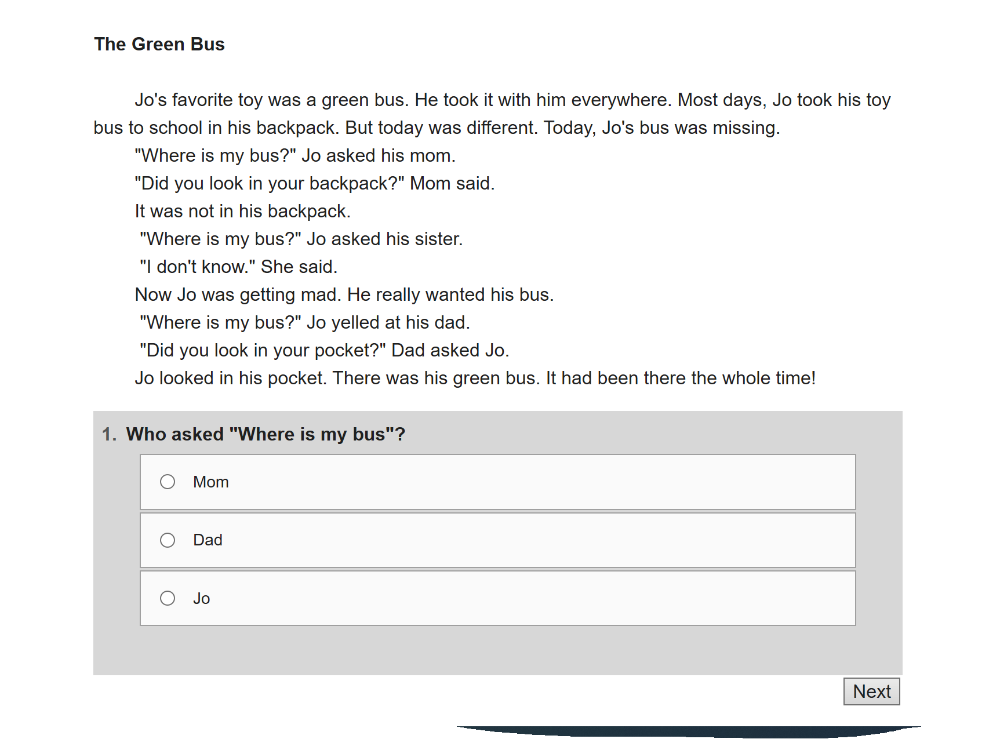 The Green Bus
Jo's favorite toy was a green bus. He took it with him everywhere. Most days, Jo took his toy
bus to school in his backpack. But today was different. Today, Jo's bus was missing.
"Where is my bus?" Jo asked his mom.
"Did you look in your backpack?" Mom said.
It was not in his backpack.
"Where is my bus?" Jo asked his sister.
"I don't know." She said.
Now Jo was getting mad. He really wanted his bus.
"Where is my bus?" Jo yelled at his dad.
"Did you look in your pocket?" Dad asked Jo.
Jo looked in his pocket. There was his green bus. It had been there the whole time!
1. Who asked "Where is my bus"?
Mom
Dad
Jo
Next